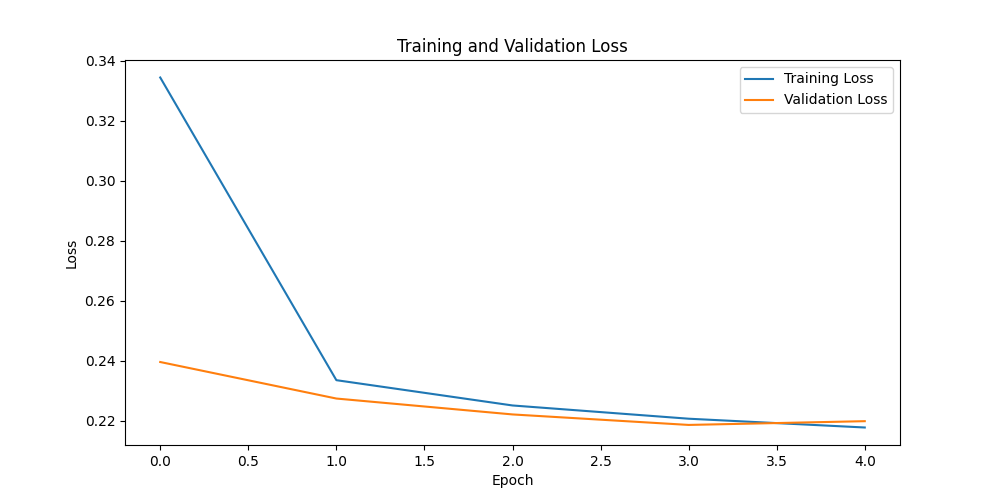 Training and Validation Loss
Training Loss
Validation Loss
0.34
0.32
0.30
0.28
0.26
0.24
0.22
Loss
0.0 0.5 1.0 1.5 2.0 2.5 3.0 3.5 4.0
Epoch